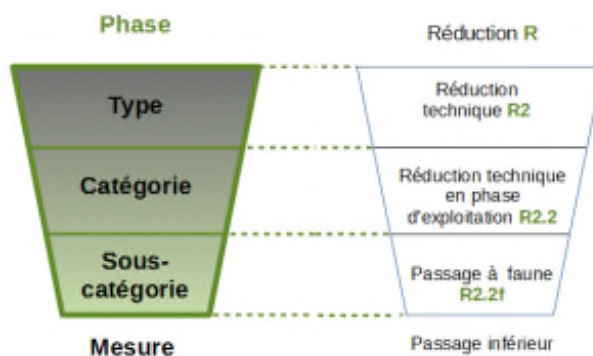 Phase
Type
Catégorie
Sous-
catégorie
Mesure
Réduction R
Réduction
technique R2
Réduction technique
en phase
d'exploitation R2.2
Passage à faune
R2.2f
Passage inférieur